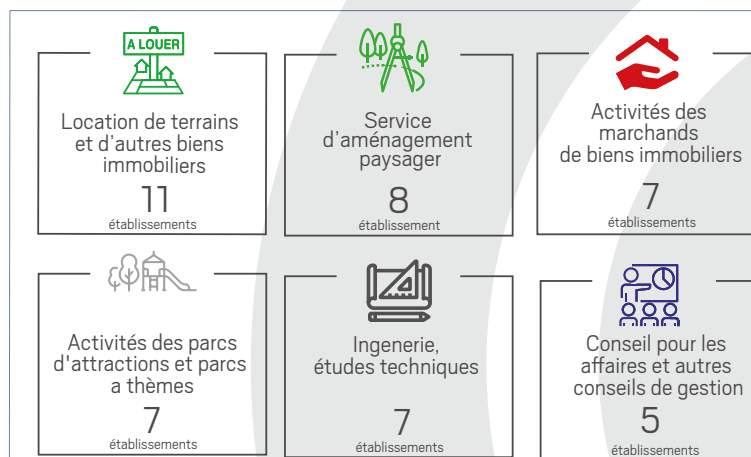 A LOUER
Location de terrains
et d'autres biens
immobiliers
11
établissements
Service
d'aménagement
paysager
8
établissement
Activités des
marchands
de biens immobiliers
7
établissements
Activités des parcs
d'attractions et parcs
a thèmes
7
établissements
Ingenerie,
études techniques
7
établissements
Conseil pour les
affaires et autres
conseils de gestion
5
établissements